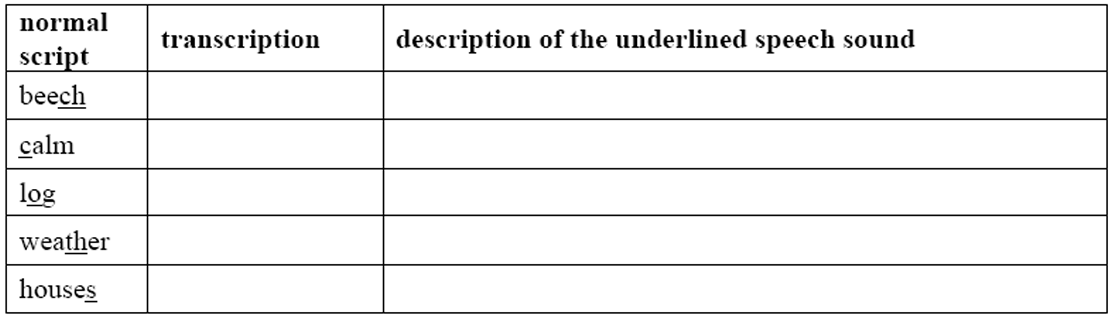 normal script transcription description of the underlined speech sound
beech
calm
log
weather
houses